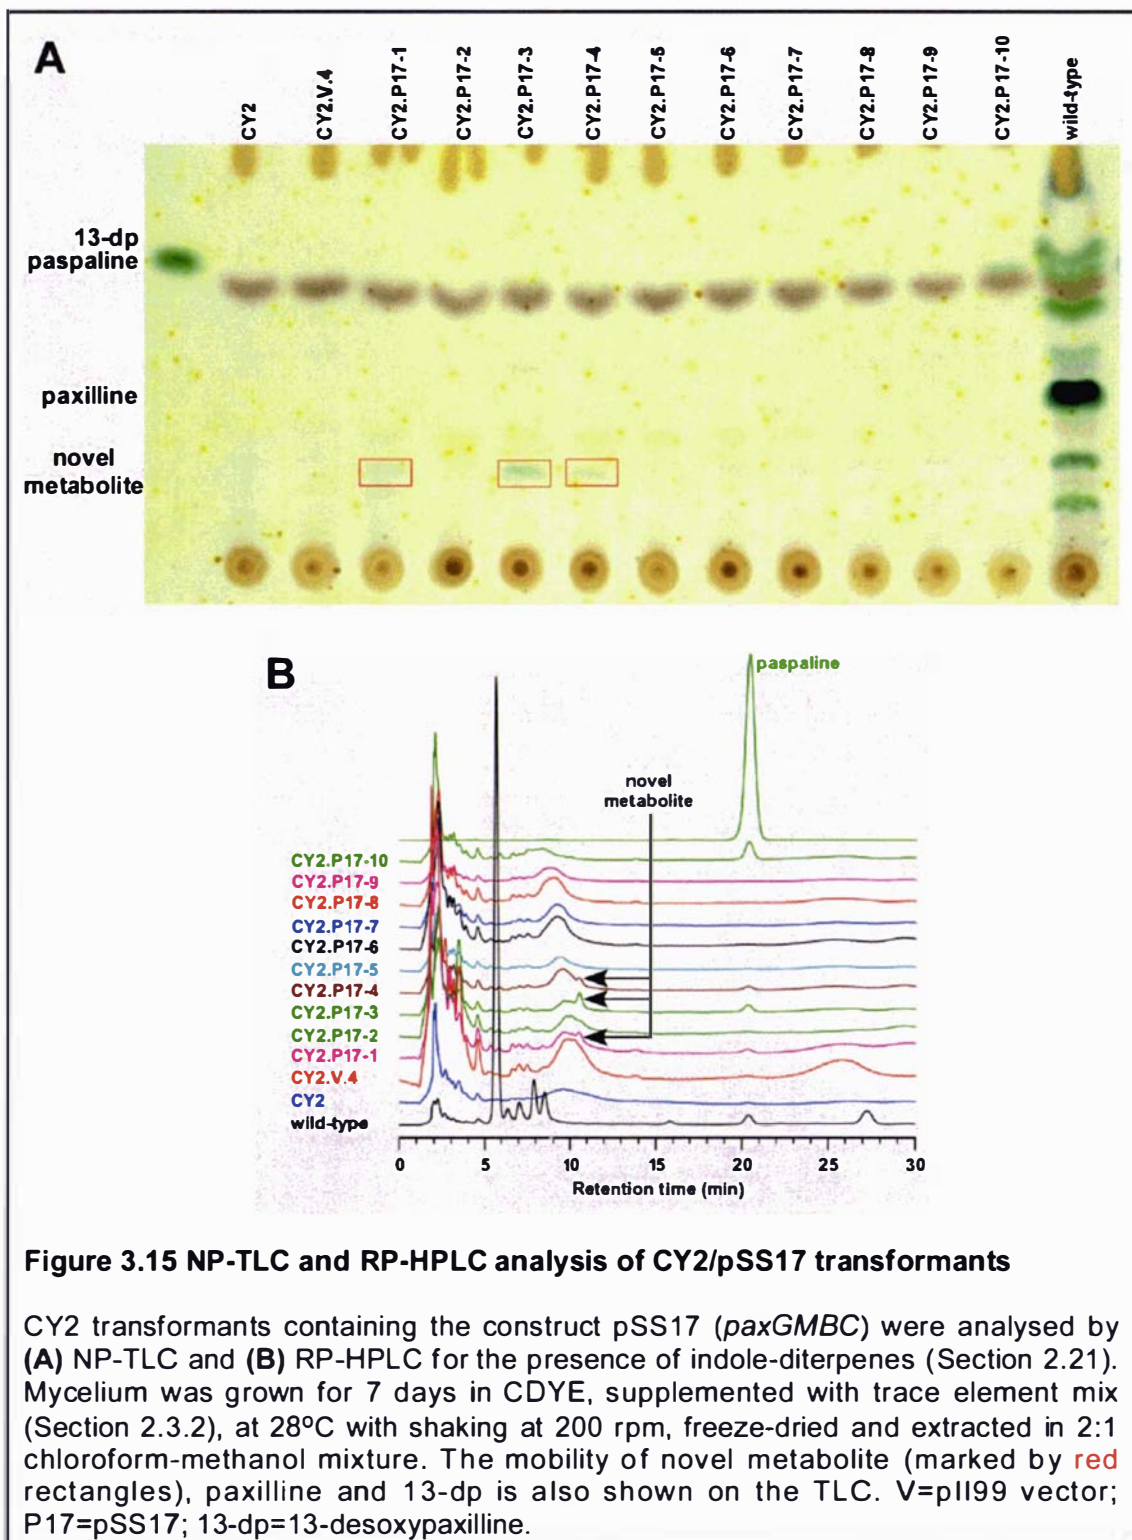 A
CY2
CY2.V.4
CY2.P17-1
CY2.P17-2
CY2.P17-3
CY2.P17-4
CY2.P17-5
CY2.P17-6
CY2.P17-7
CY2.P17-8
CY2.P17-9
CY2.P17-10
wild-type
13-dp
paspaline
paxilline
novel
metabolite
B
paspaline
novel
metabolite
CY2.P17-10
CY2.P17-9
CY2.P17-8
CY2.P17-7
CY2.P17-6
CY2.P17-5
CY2.P17-4
CY2.P17-3
CY2.P17-2
CY2.P17-1
CY2.V.4
CY2
wild-type
0 5 10 15 20 25 30
Retention time (min)
Figure 3.15 NP-TLC and RP-HPLC analysis of CY2/pSS17 transformants
CY2 transformants containing the construct pSS17 (paxGMBC) were analysed by
(A) NP-TLC and (B) RP-HPLC for the presence of indole-diterpenes (Section 2.21).
Mycelium was grown for 7 days in CDYE, supplemented with trace element mix
(Section 2.3.2), at 28ºC with shaking at 200 rpm, freeze-dried and extracted in 2:1
chloroform-methanol mixture. The mobility of novel metabolite (marked by red
rectangles), paxilline and 13-dp is also shown on the TLC. V=pII99 vector;
P17=pSS17; 13-dp=13-desoxypaxilline.